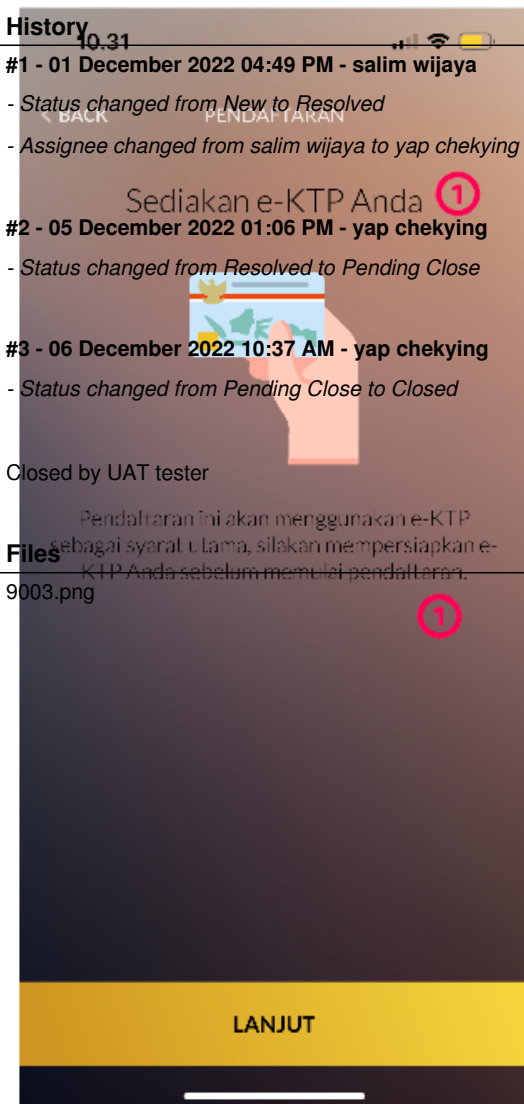 History
10.31
#1 - 01 December 2022 04:49 PM - salim wijaya
- Status changed from New to Resolved
< BACK PENDAFTARAN
- Assignee changed from salim wijaya to yap chekying
Sediakan e-KTP Anda 1
#2 - 05 December 2022 01:06 PM - yap chekying
- Status changed from Resolved to Pending Close
#3 - 06 December 2022 10:37 AM - yap chekying
- Status changed from Pending Close to Closed
Closed by UAT tester
Pendaftaran ini akan menggunakan e-KTP
Files
sebagai syarat utama, silakan mempersiapkan e-
KTP Anda sebelum memulai pendaftaran.
9003.png
1
LANJUT